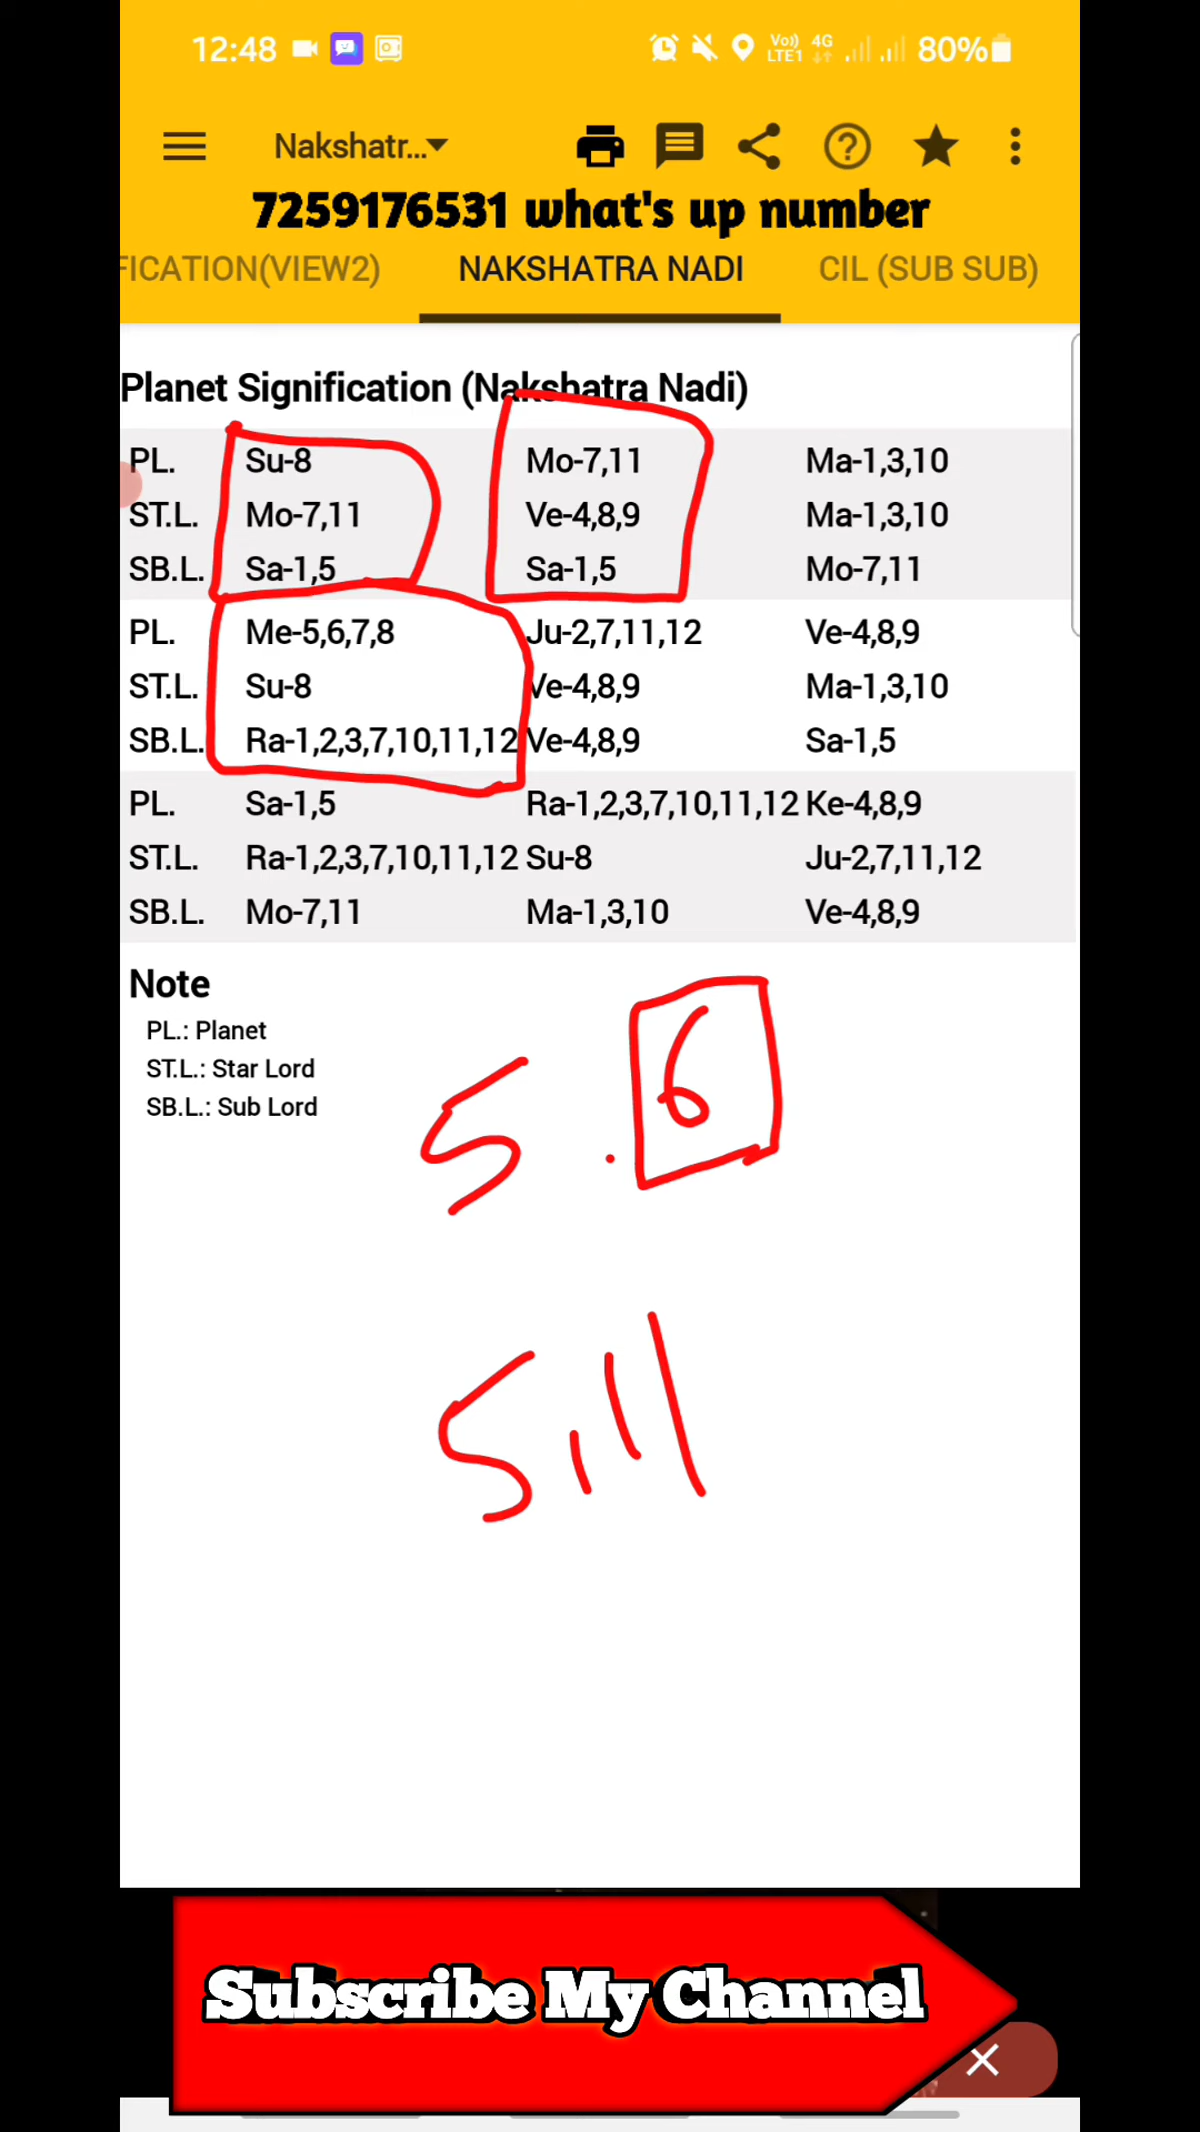 12:48 Vo)) LTE1 4G 80%
Nakshatr...
7259176531 what's up number
FICATION(VIEW2) NAKSHATRA NADI CIL (SUB SUB)
Planet Signification (Nakshatra Nadi)
PL. Su-8 Mo-7,11 Ma-1,3,10
ST.L. Mo-7,11 Ve-4,8,9 Ma-1,3,10
SB.L. Sa-1,5 Sa-1,5 Mo-7,11
PL. Me-5,6,7,8 Ju-2,7,11,12 Ve-4,8,9
ST.L. Su-8 Ve-4,8,9 Ma-1,3,10
SB.L. Ra-1,2,3,7,10,11,12 Ve-4,8,9 Sa-1,5
PL. Sa-1,5 Ra-1,2,3,7,10,11,12 Ke-4,8,9
ST.L. Ra-1,2,3,7,10,11,12 Su-8 Ju-2,7,11,12
SB.L. Mo-7,11 Ma-1,3,10 Ve-4,8,9
Note
PL.: Planet
ST.L.: Star Lord
SB.L.: Sub Lord
5 . 6
5,11
Subscribe My Channel